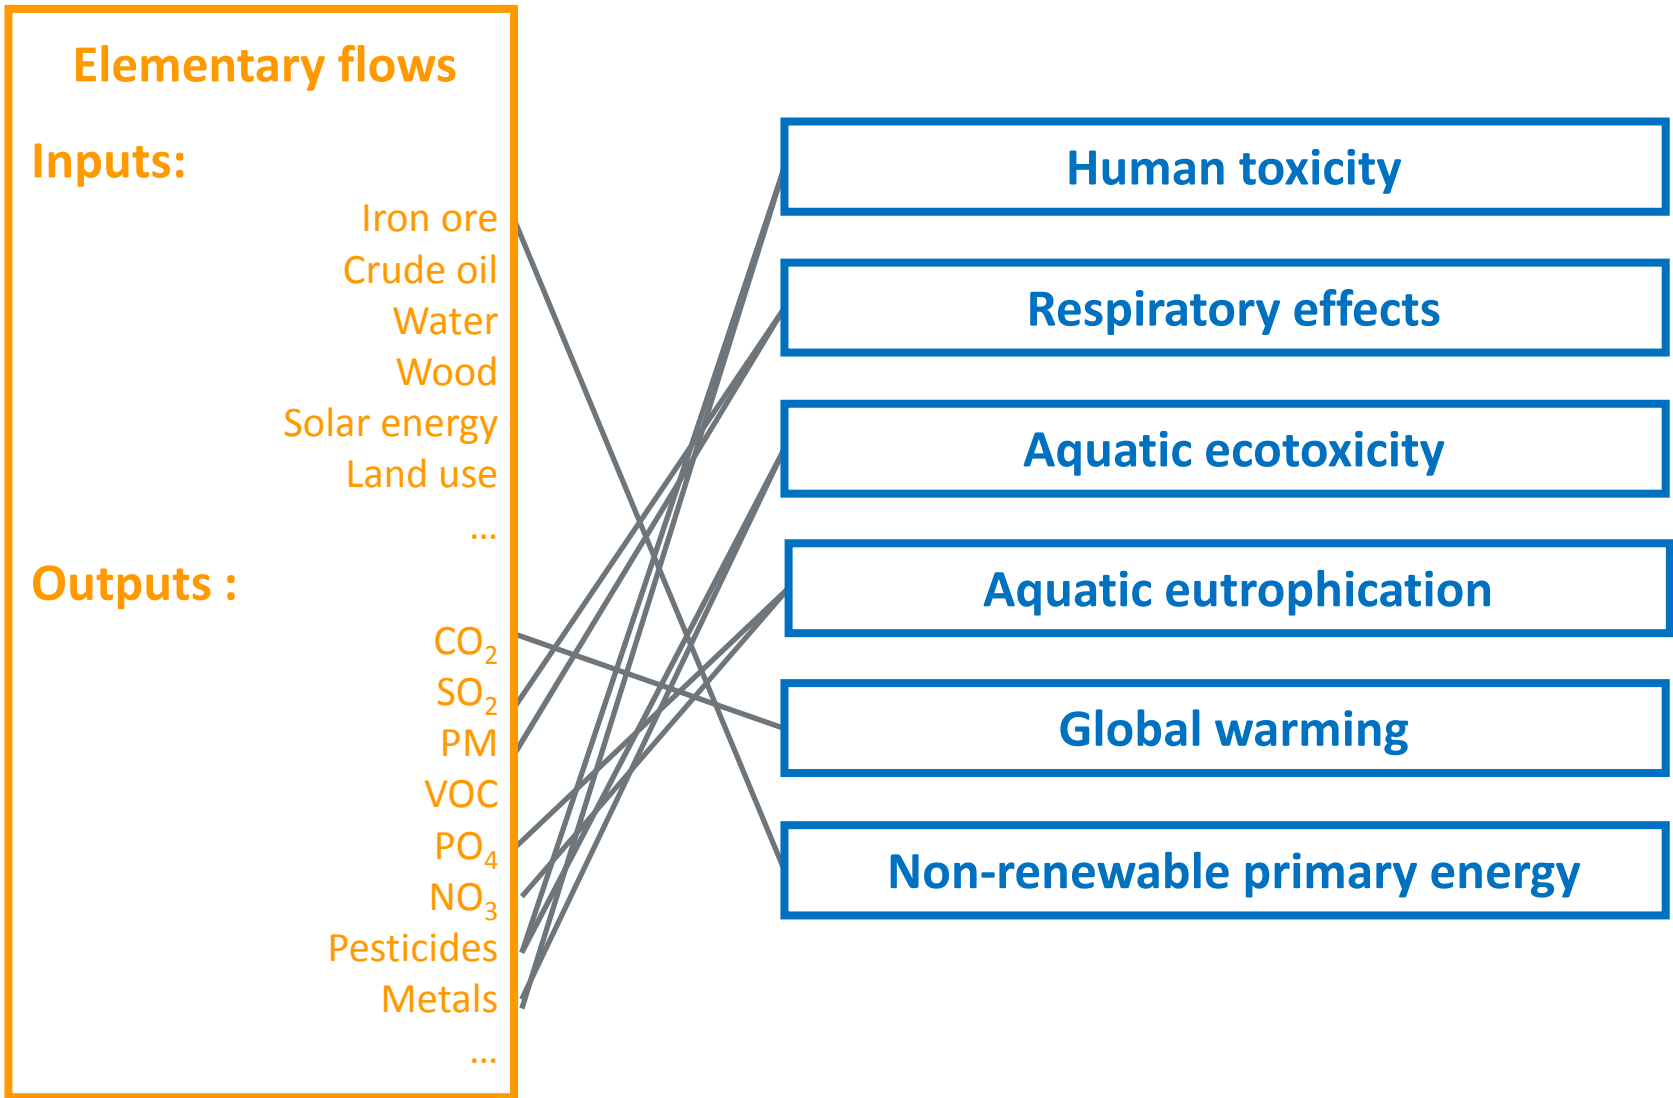 Elementary flows
Inputs:
Iron ore
Crude oil
Water
Wood
Solar energy
Land use
...
Outputs :
CO₂
SO₂
PM
VOC
PO₄
NO₃
Pesticides
Metals
...
Human toxicity
Respiratory effects
Aquatic ecotoxicity
Aquatic eutrophication
Global warming
Non-renewable primary energy